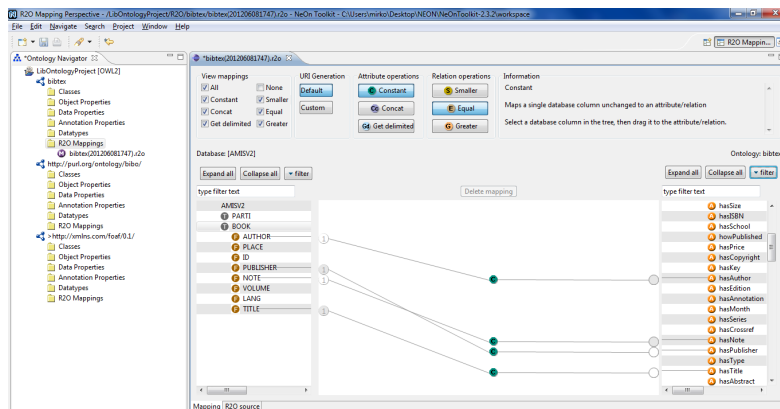 R2O Mapping Perspective - /LibOntologyProject/R2O/bibtex/bibtex(201206081747).r2o - NeOn Toolkit - C:\Users\mirko\Desktop\NEON\NeOnToolkit-2.3.2\workspace
File Edit Navigate Search Project Window Help
R2O Mappin...
*Ontology Navigator
LibOntologyProject [OWL2]
bibtex
Classes
Object Properties
Data Properties
Annotation Properties
Datatypes
R2O Mappings
bibtex(201206081747).r2o
http://purl.org/ontology/bibo/
Classes
Object Properties
Data Properties
Annotation Properties
Datatypes
R2O Mappings
>http://xmlns.com/foaf/0.1/
Classes
Object Properties
Data Properties
Annotation Properties
Datatypes
R2O Mappings
*bibtex(201206081747).r2o
View mappings
All None
Constant Smaller
Concat Equal
Get delimited Greater
URI Generation
Default
Custom
Attribute operations
C Constant
Co Concat
Gd Get delimited
Relation operations
S Smaller
E Equal
G Greater
Information
Constant
Maps a single database column unchanged to an attribute/relation
Select a database column in the tree, then drag it to the attribute/relation.
Database: [AMISV2]
Ontology: bibtex
Expand all Collapse all filter
Expand all Collapse all filter
type filter text
Delete mapping
type filter text
AMISV2
T PARTI
T BOOK
F AUTHOR
F PLACE
F ID
F PUBLISHER
F NOTE
F VOLUME
F LANG
F TITLE
1
1
1
1
C
C
C
C
A hasSize
A hasISBN
A hasSchool
A howPublished
A hasPrice
A hasCopyright
A hasKey
A hasAuthor
A hasEdition
A hasAnnotation
A hasMonth
A hasSeries
A hasCrossref
A hasNote
A hasPublisher
A hasType
A hasTitle
A hasAbstract
Mapping R2O source